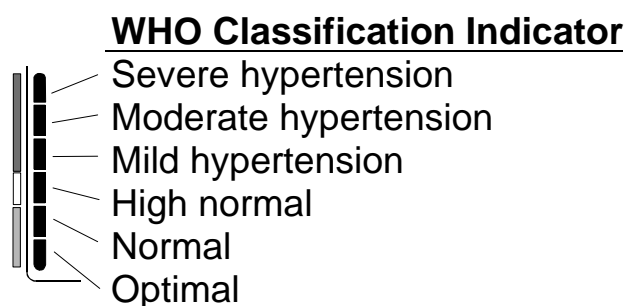 WHO Classification Indicator
Severe hypertension
Moderate hypertension
Mild hypertension
High normal
Normal
Optimal